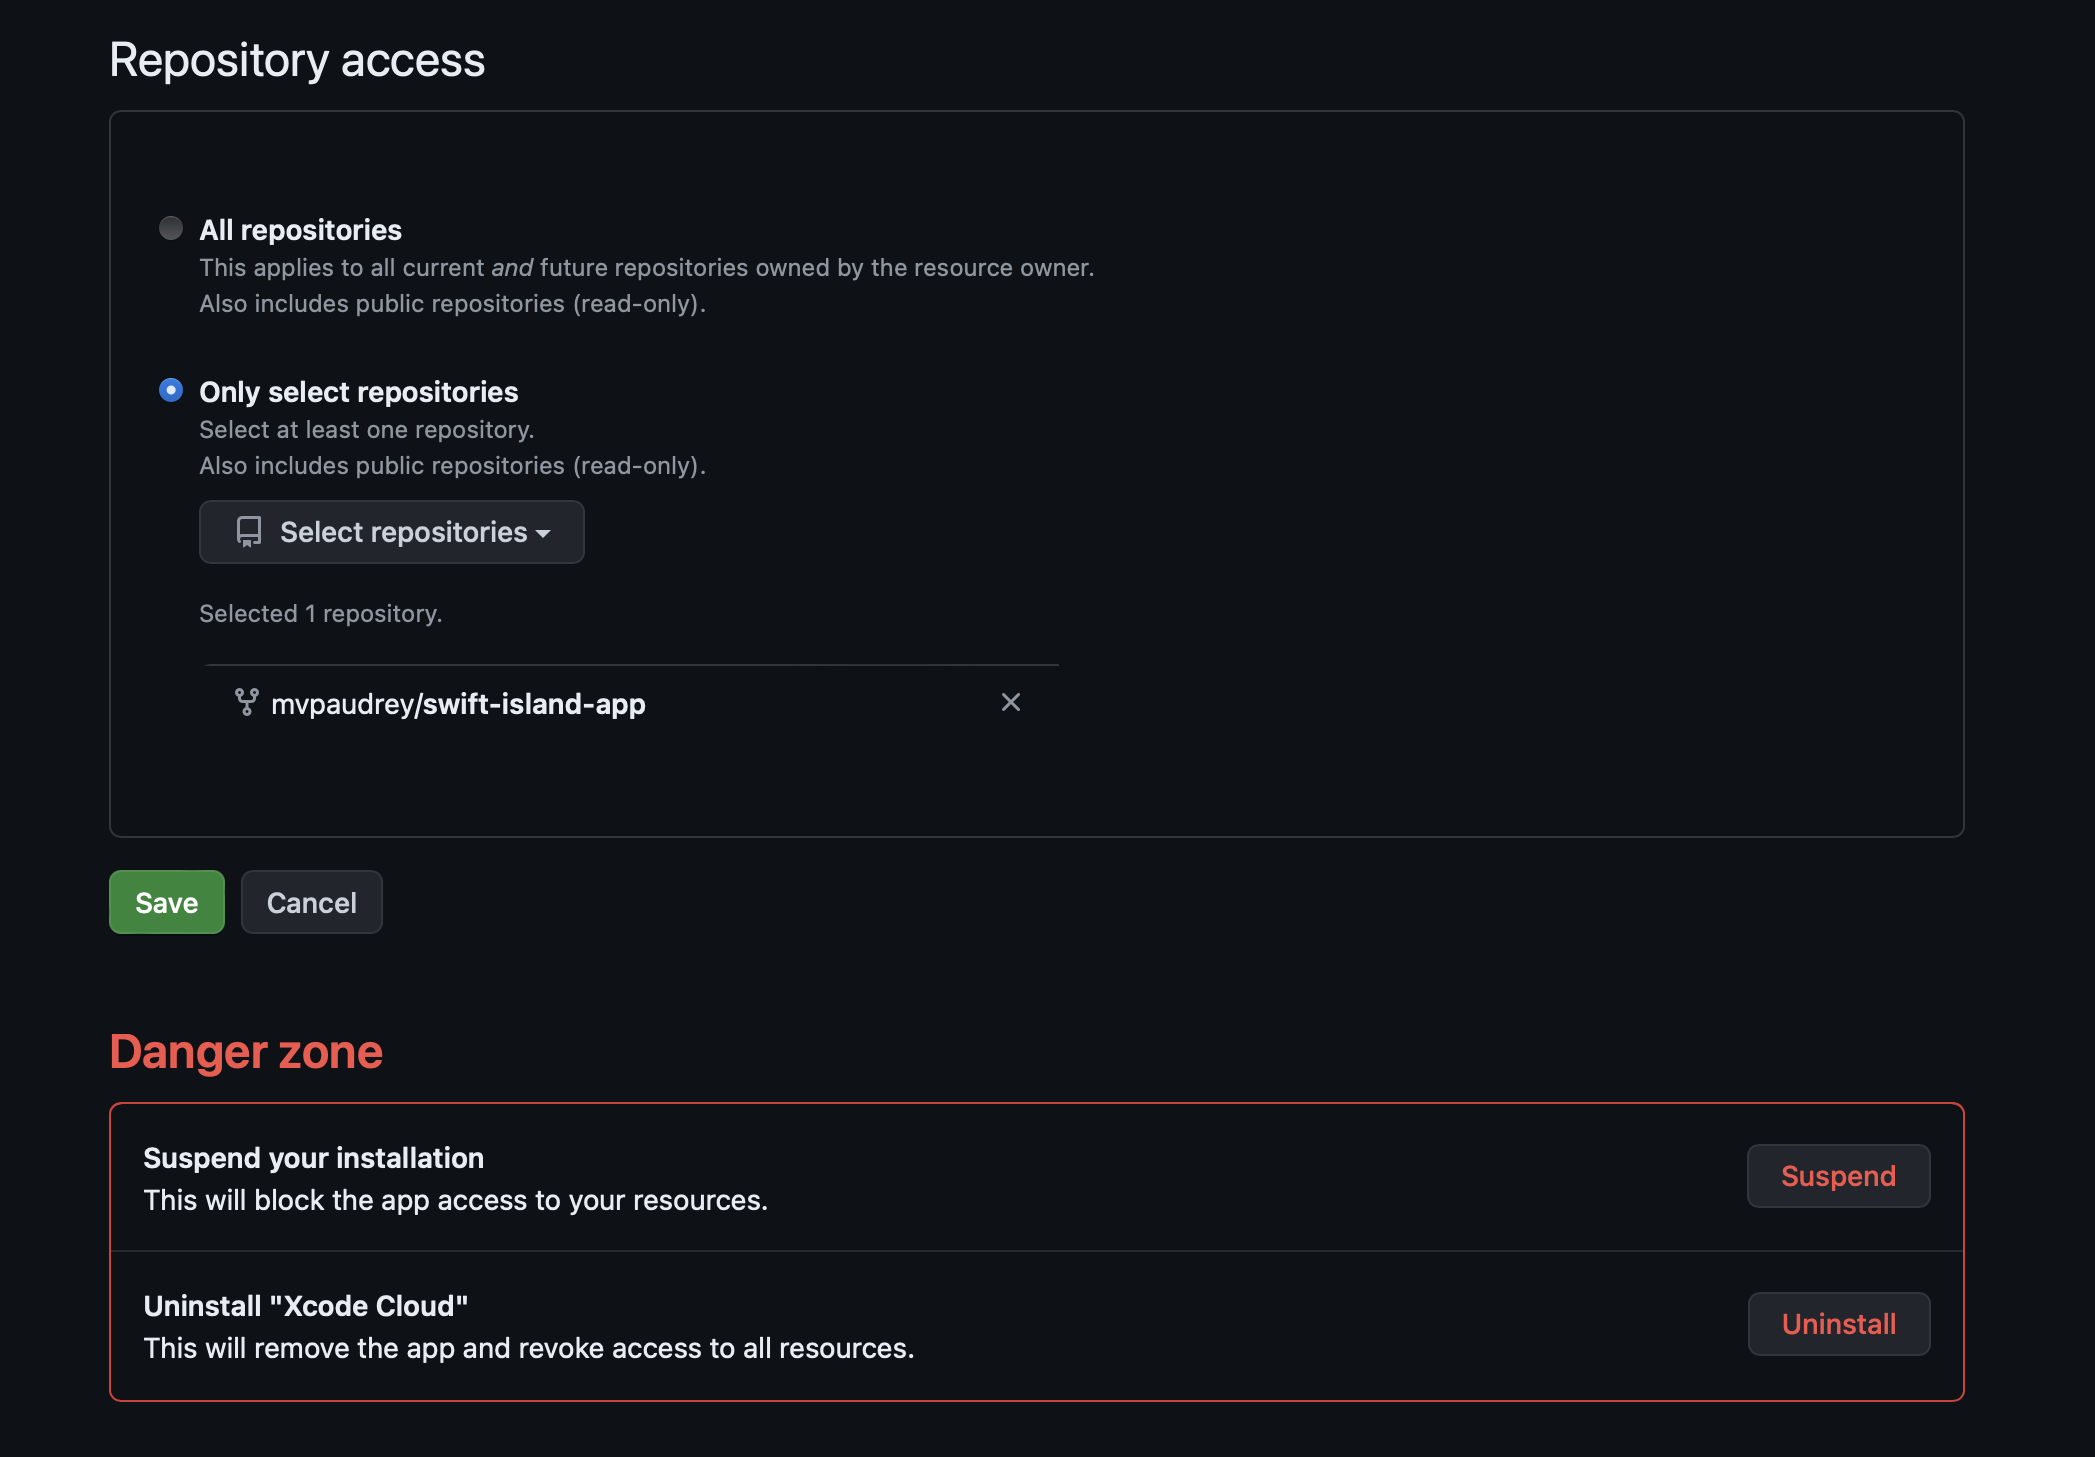 Repository access
All repositories
This applies to all current and future repositories owned by the resource owner.
Also includes public repositories (read-only).
Only select repositories
Select at least one repository.
Also includes public repositories (read-only).
Select repositories
Selected 1 repository.
mvpaudrey/swift-island-app
Save
Cancel
Danger zone
Suspend your installation
This will block the app access to your resources.
Suspend
Uninstall "Xcode Cloud"
This will remove the app and revoke access to all resources.
Uninstall